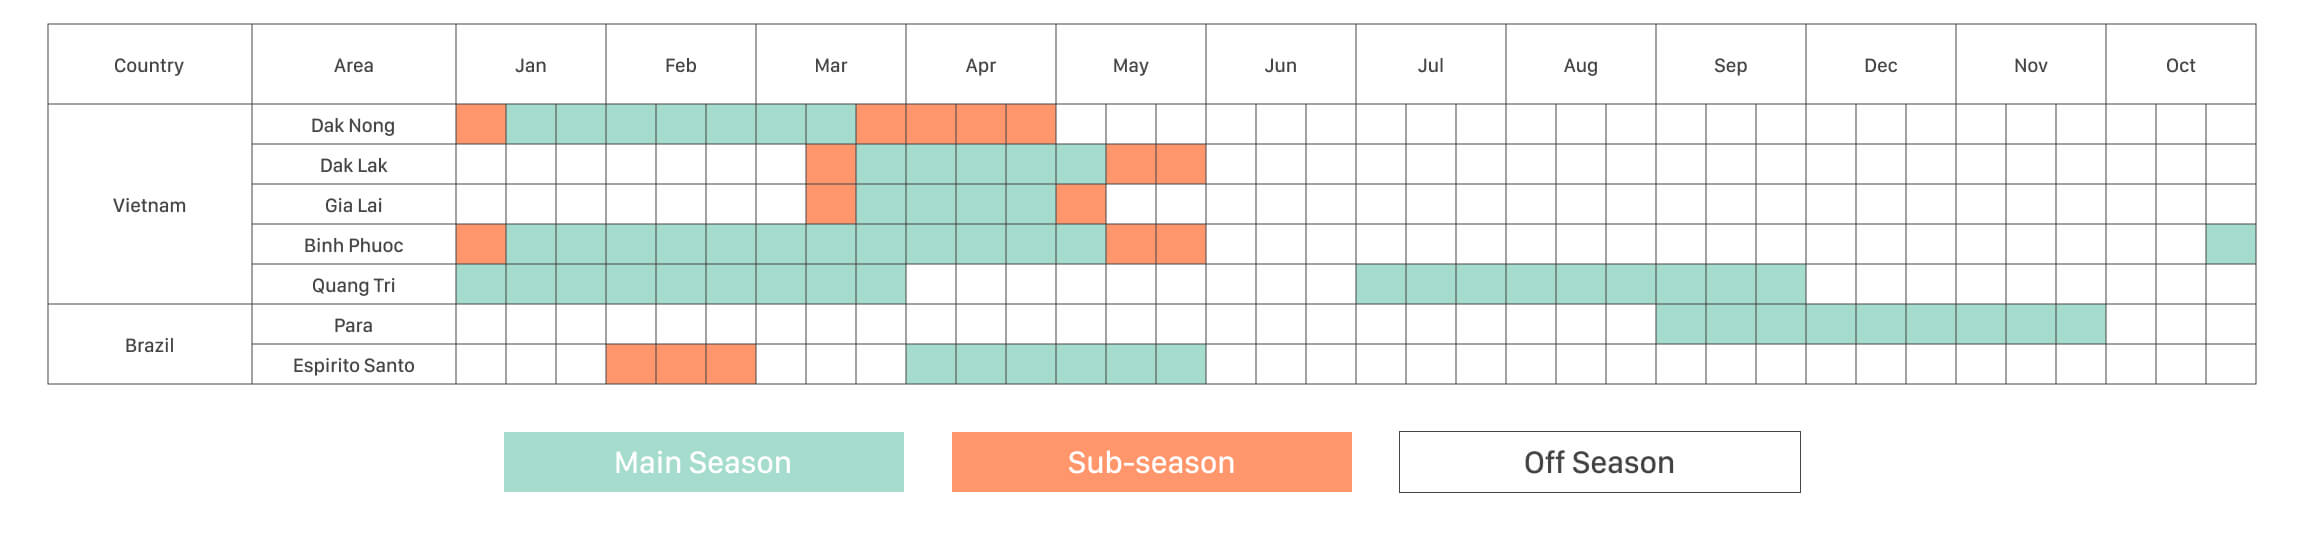 Country Area Jan Feb Mar Apr May Jun Jul Aug Sep Dec Nov Oct
Dak Nong
Dak Lak
Vietnam Gia Lai
Binh Phuoc
Quang Tri
Brazil Para
Espirito Santo
Main Season Sub-season Off Season